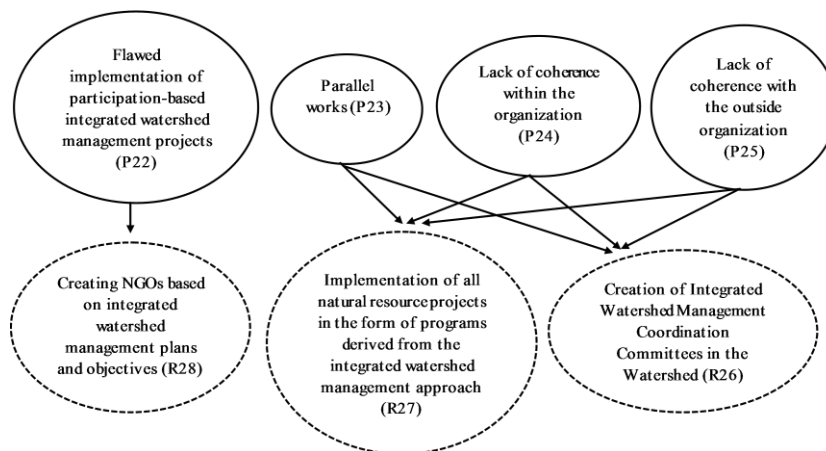 Flawed
implementation of
participation-based
integrated watershed
management projects
(P22)
Parallel
works (P23)
Lack of coherence
within the
organization
(P24)
Lack of
coherence with
the outside
organization
(P25)
Creating NGOs based
on integrated
watershed
management plans
and objectives (R28)
Implementation of all
natural resource projects
in the form of programs
derived from the
integrated watershed
management approach
(R27)
Creation of Integrated
Watershed Management
Coordination
Committees in the
Watershed (R26)